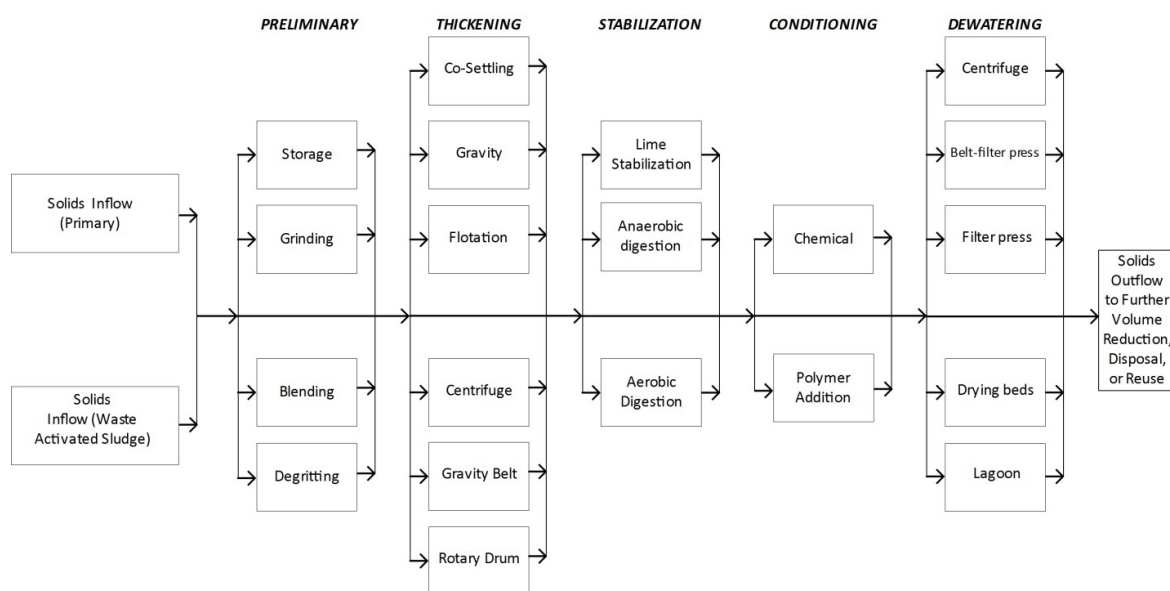 PRELIMINARY
THICKENING
STABILIZATION
CONDITIONING
DEWATERING
Solids Inflow
(Primary)
Solids
Inflow (Waste
Activated Sludge)
Storage
Grinding
Blending
Degritting
Co-Settling
Gravity
Flotation
Centrifuge
Gravity Belt
Rotary Drum
Lime
Stabilization
Anaerobic
digestion
Aerobic
Digestion
Chemical
Polymer
Addition
Centrifuge
Belt-filter press
Filter press
Drying beds
Lagoon
Solids
Outflow
to Further
Volume
Reduction,
Disposal,
or Reuse